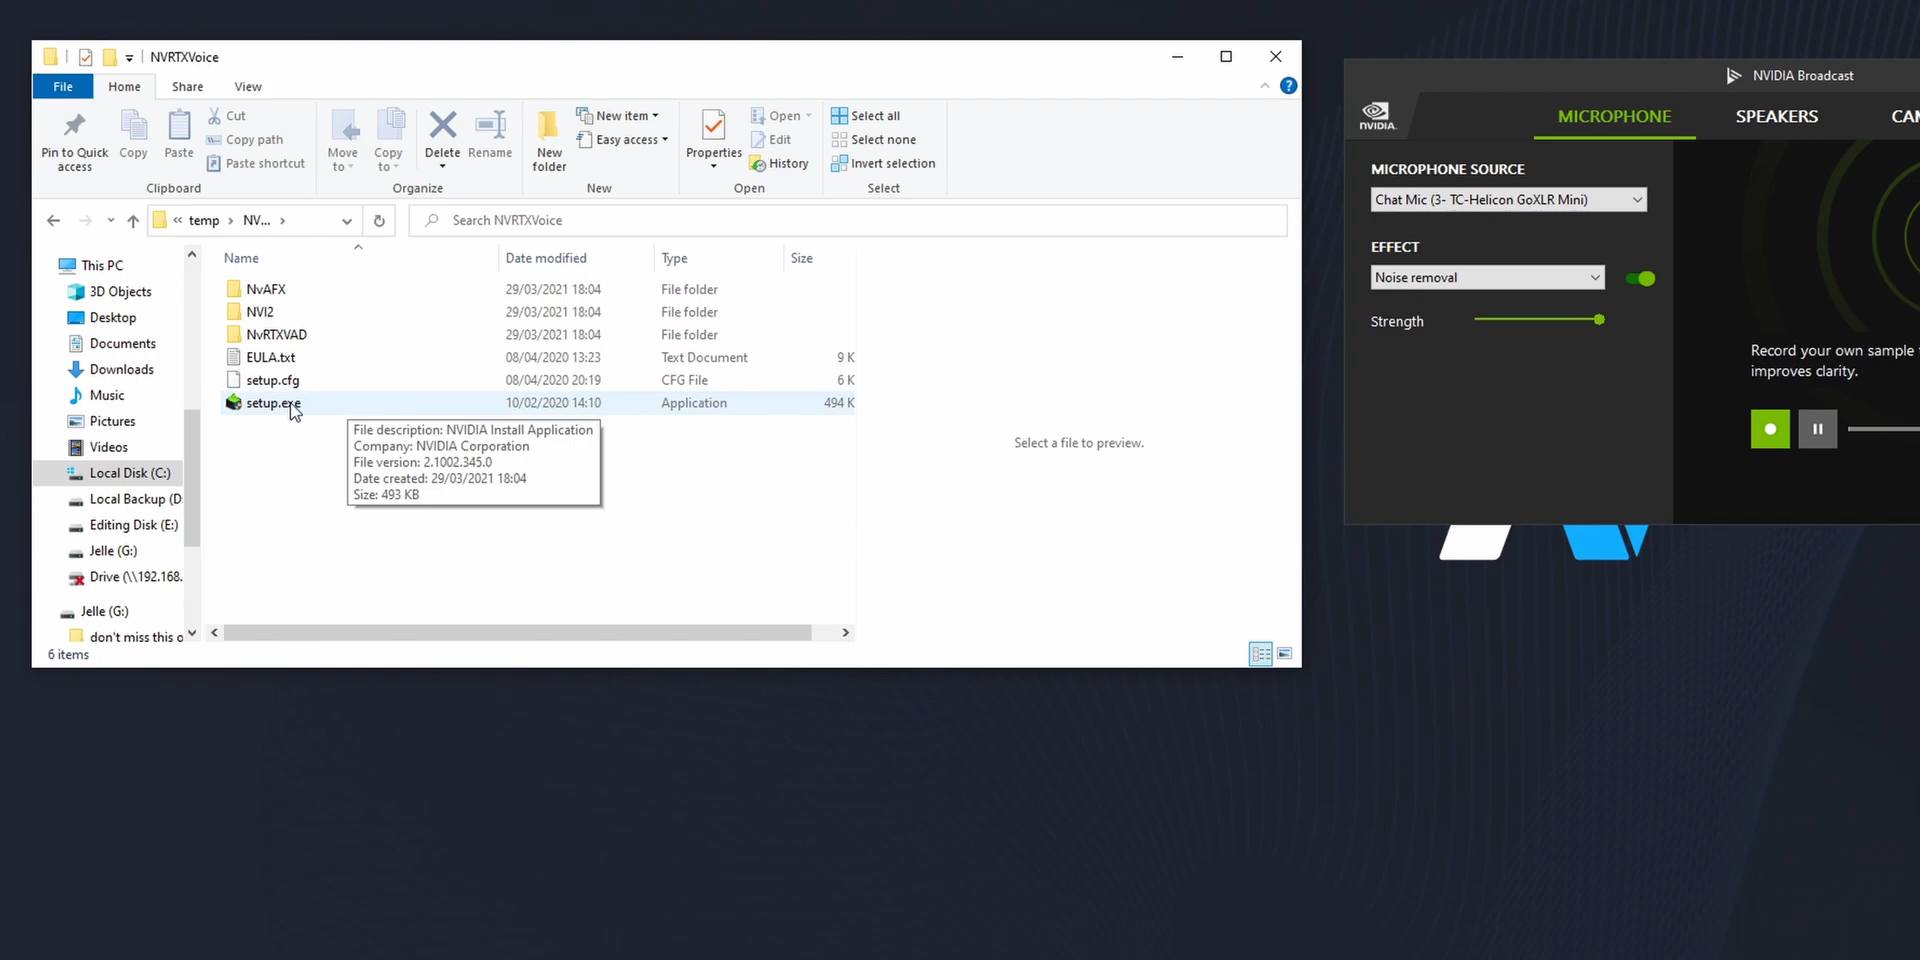 NVRTXVoice
File Home Share View
Pin to Quick access
Copy
Paste
Cut
Copy path
Paste shortcut
Clipboard
Move to
Copy to
Delete
Rename
Organize
New folder
New item
Easy access
New
Properties
Open
Edit
History
Open
Select all
Select none
Invert selection
Select
« temp › NV... ›
Search NVRTXVoice
Name Date modified Type Size
This PC
3D Objects
Desktop
Documents
Downloads
Music
Pictures
Videos
Local Disk (C:)
Local Backup (D:
Editing Disk (E:)
Jelle (G:)
Drive (\\192.168.
Jelle (G:)
don't miss this o
NvAFX 29/03/2021 18:04 File folder
NVI2 29/03/2021 18:04 File folder
NvRTXVAD 29/03/2021 18:04 File folder
EULA.txt 08/04/2020 13:23 Text Document 9 K
setup.cfg 08/04/2020 20:19 CFG File 6 K
setup.exe 10/02/2020 14:10 Application 494 K
File description: NVIDIA Install Application
Company: NVIDIA Corporation
File version: 2.1002.345.0
Date created: 29/03/2021 18:04
Size: 493 KB
Select a file to preview.
6 items
NVIDIA Broadcast
NVIDIA.
MICROPHONE SPEAKERS CAM
MICROPHONE SOURCE
Chat Mic (3- TC-Helicon GoXLR Mini)
EFFECT
Noise removal
Strength
Record your own sample
improves clarity.